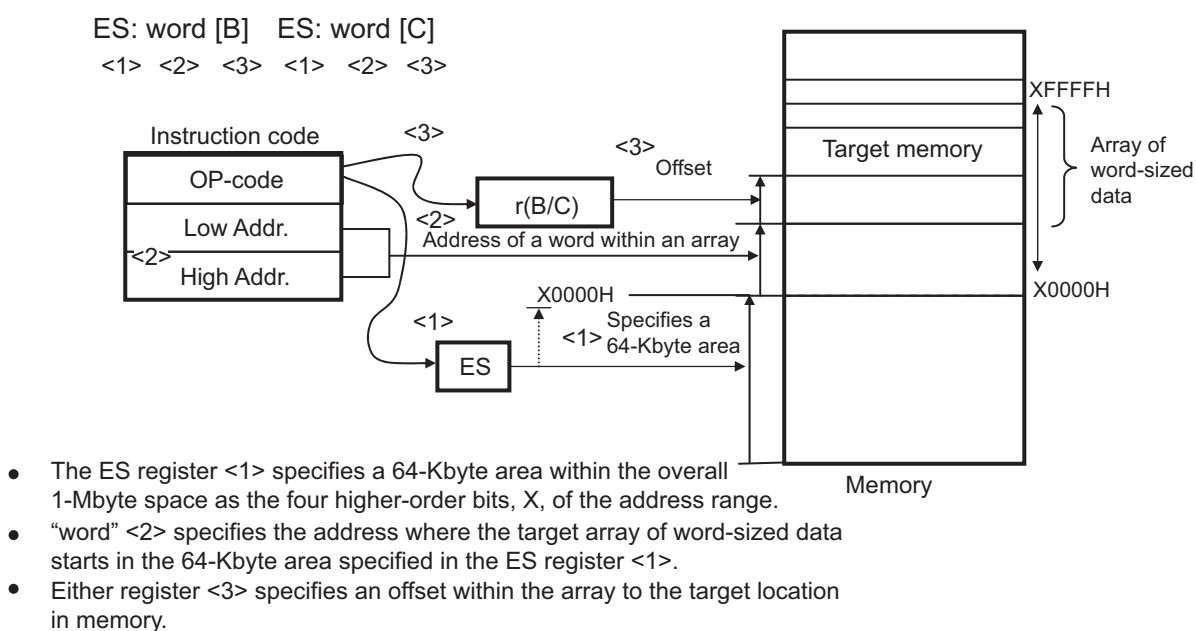 ES: word [B] ES: word [C]
<1> <2> <3> <1> <2> <3>
XFFFFH
Instruction code
<3>
<3>
Offset
Target memory
Array of
word-sized
data
OP-code
r(B/C)
<2>
Low Addr.
Address of a word within an array
<2>
High Addr.
X0000H
X0000H
<1>
<1>
Specifies a
64-Kbyte area
ES
Memory
● The ES register <1> specifies a 64-Kbyte area within the overall
1-Mbyte space as the four higher-order bits, X, of the address range.
● “word” <2> specifies the address where the target array of word-sized data
starts in the 64-Kbyte area specified in the ES register <1>.
● Either register <3> specifies an offset within the array to the target location
in memory.